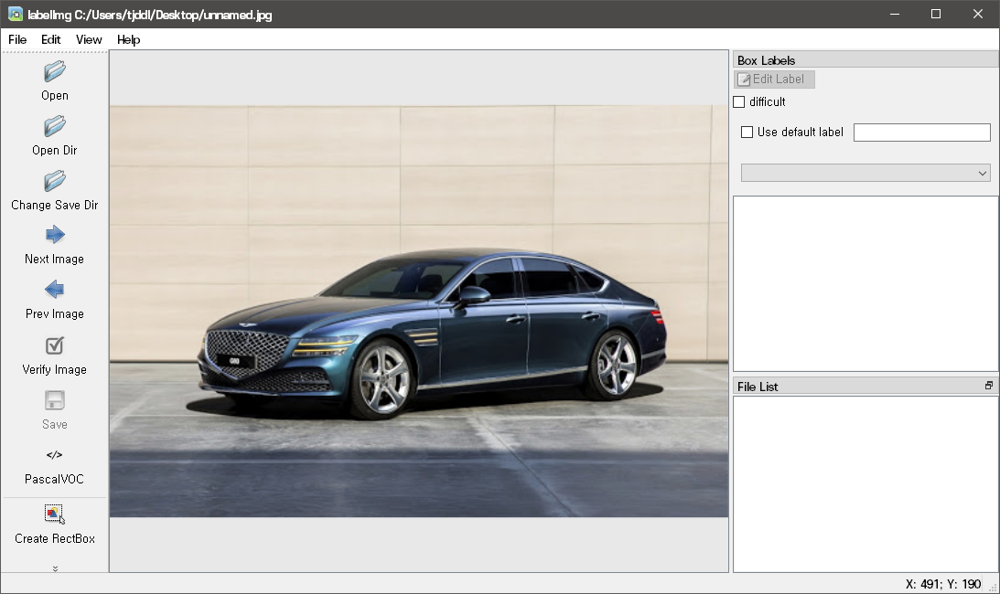 labelImg C:/Users/tjddl/Desktop/unnamed.jpg
File Edit View Help
Open
Open Dir
Change Save Dir
Next Image
Prev Image
Verify Image
Save
</>
PascalVOC
Create RectBox
G80
Box Labels
Edit Label
difficult
Use default label
File List
X: 491; Y: 190